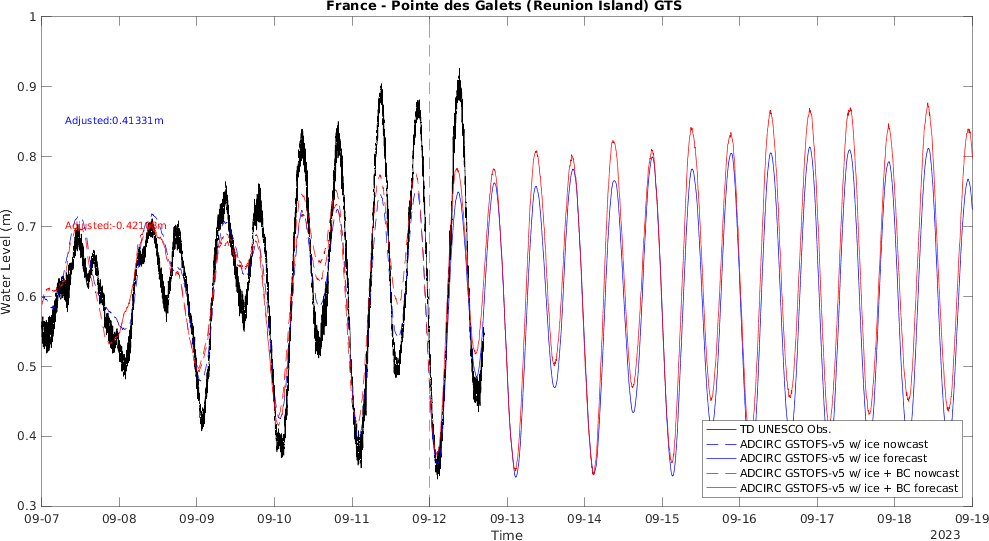 France - Pointe des Galets (Reunion Island) GTS
1
0.9
0.8
0.7
0.6
0.5
0.4
0.3
Water Level (m)
Adjusted:0.41331m
TD UNESCO Obs.
ADCIRC GSTOFS-v5 w/ ice nowcast
ADCIRC GSTOFS-v5 w/ ice forecast
ADCIRC GSTOFS-v5 w/ ice + BC nowcast
ADCIRC GSTOFS-v5 w/ ice + BC forecast
09-07 09-08 09-09 09-10 09-11 09-12 09-13 09-14 09-15 09-16 09-17 09-18 09-19
Time
2023